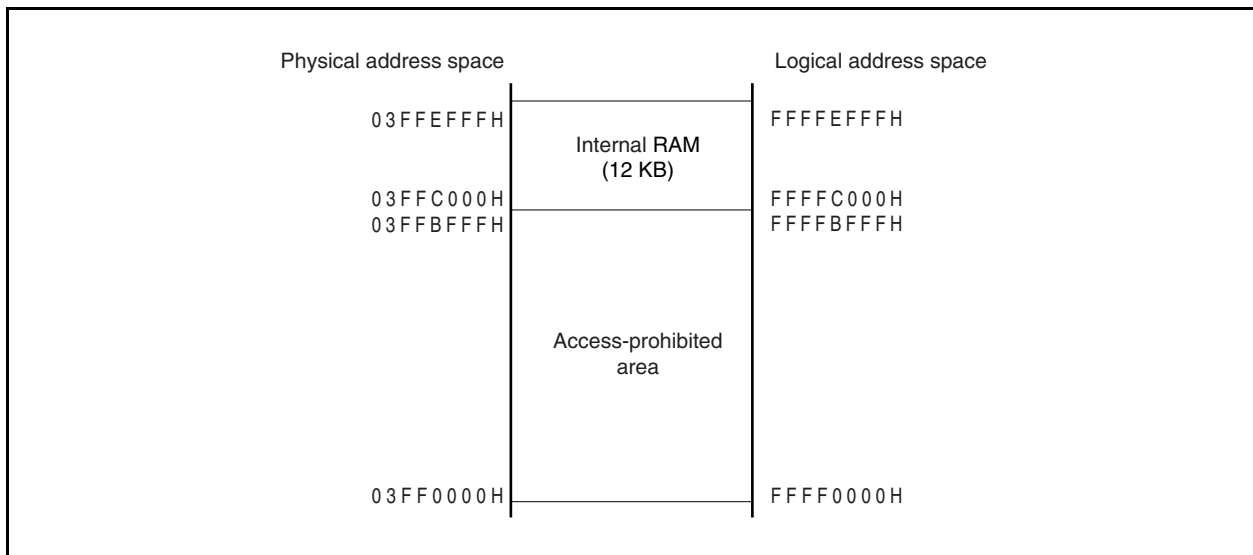 Physical address space
Logical address space
03FFEFFFH
FFFFEFFFH
Internal RAM
(12 KB)
03FFC000H
FFFFC000H
03FFBFFFH
FFFFBFFFH
Access-prohibited
area
03FF0000H
FFFF0000H